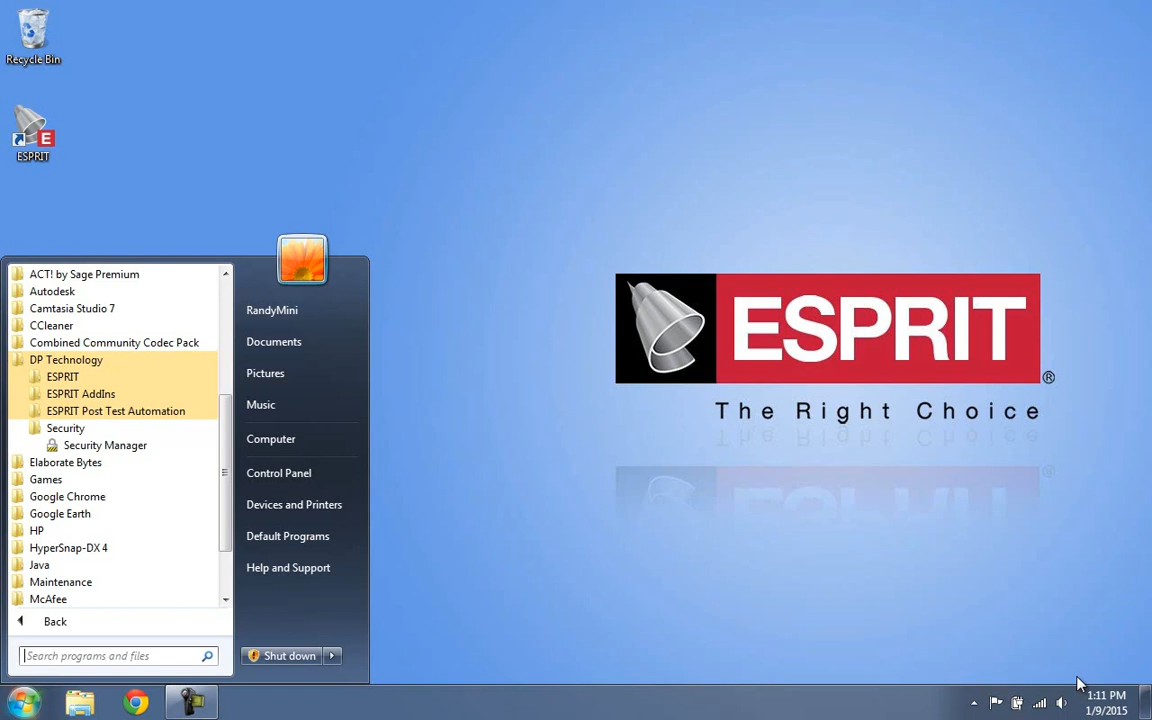 Recycle Bin
E
ESPRIT
ACT! by Sage Premium
Autodesk
Camtasia Studio 7
CCleaner
Combined Community Codec Pack
DP Technology
ESPRIT
ESPRIT AddIns
ESPRIT Post Test Automation
Security
Security Manager
Elaborate Bytes
Games
Google Chrome
Google Earth
HP
HyperSnap-DX 4
Java
Maintenance
McAfee
Back
Search programs and files
RandyMini
Documents
Pictures
Music
Computer
Control Panel
Devices and Printers
Default Programs
Help and Support
Shut down
ESPRIT
®
The Right Choice
1:11 PM
1/9/2015